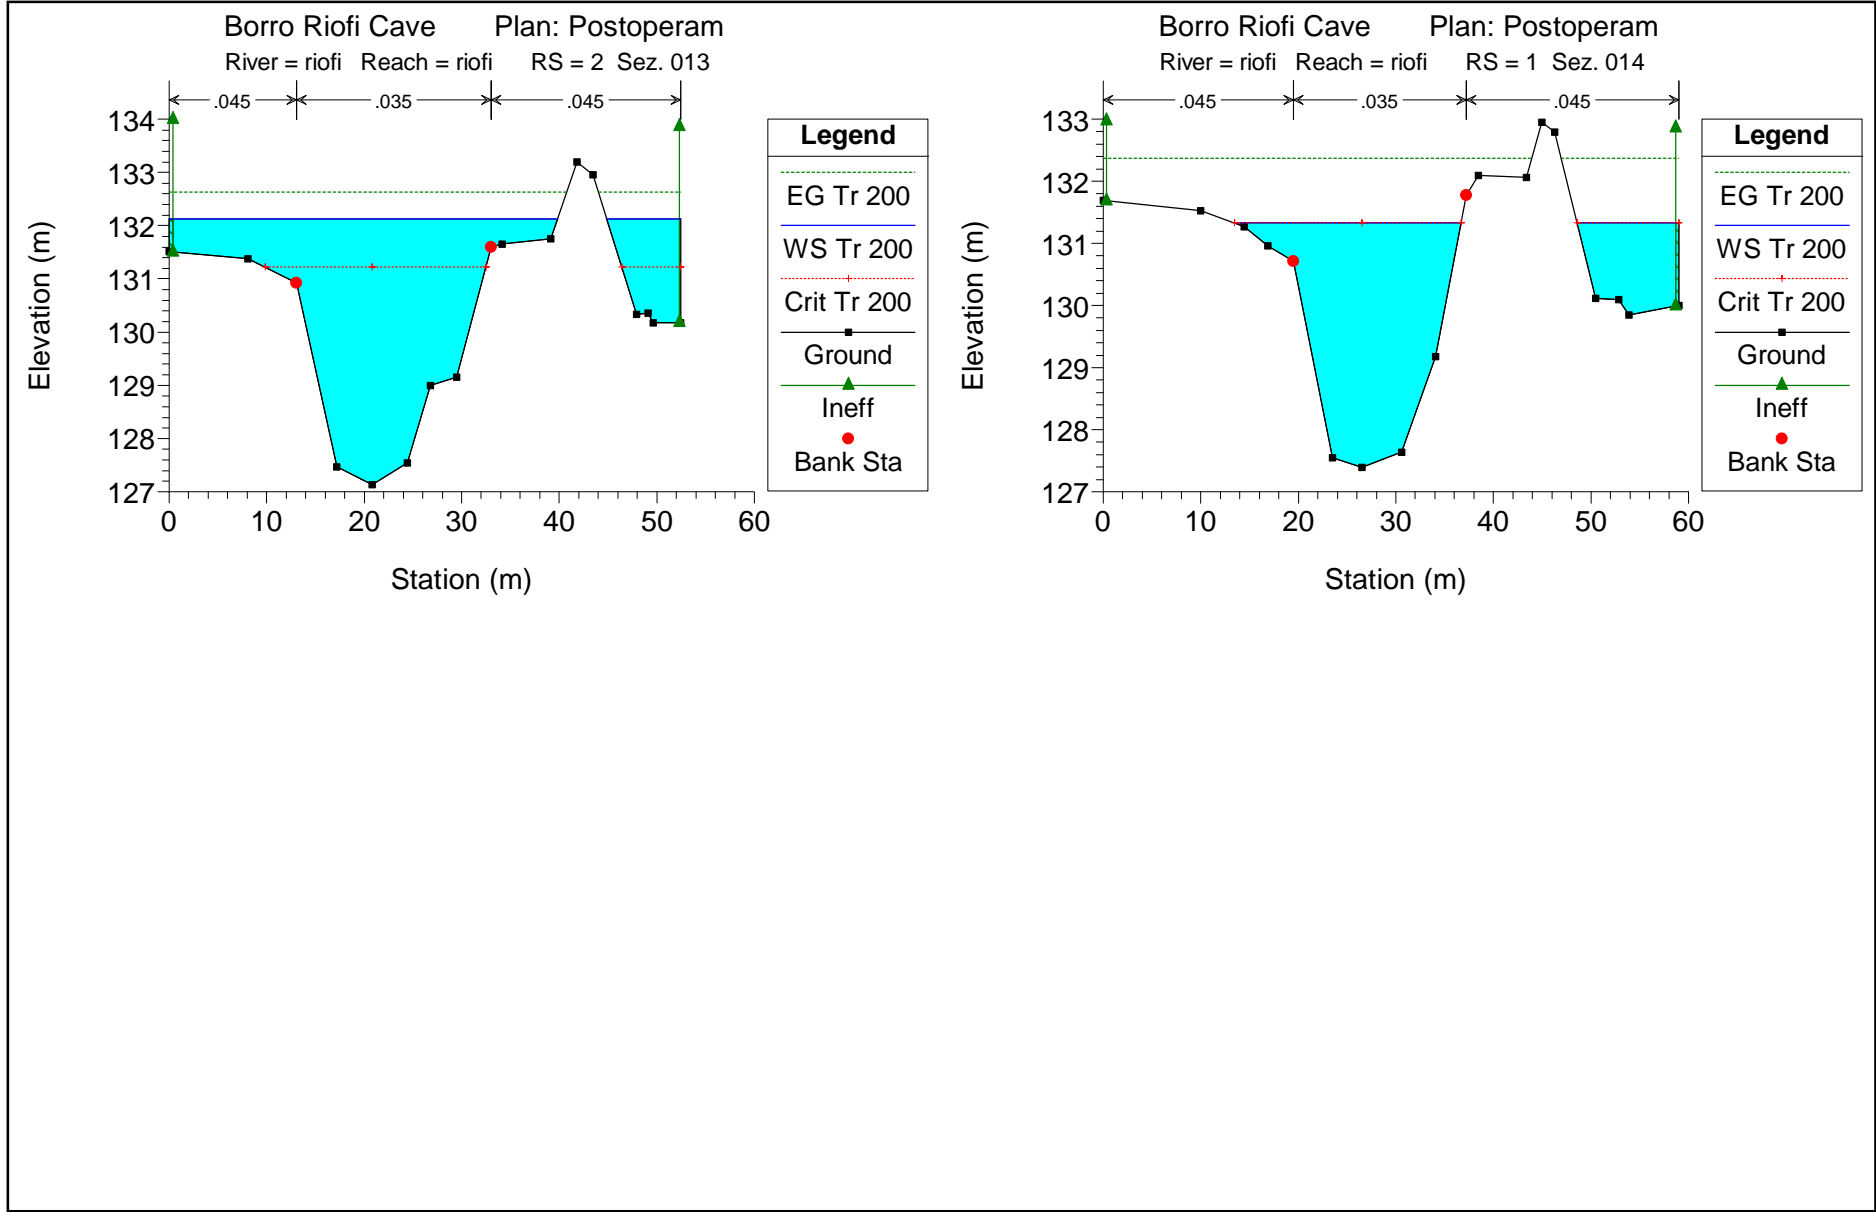 Borro Riofi Cave Plan: Postoperam
River = riofi Reach = riofi RS = 2 Sez. 013
.045 .035 .045
134
133
132
131
130
129
128
127
0 10 20 30 40 50 60
Station (m)
Elevation (m)
Legend
EG Tr 200
WS Tr 200
Crit Tr 200
Ground
Ineff
Bank Sta
Borro Riofi Cave Plan: Postoperam
River = riofi Reach = riofi RS = 1 Sez. 014
.045 .035 .045
133
132
131
130
129
128
127
0 10 20 30 40 50 60
Station (m)
Elevation (m)
Legend
EG Tr 200
WS Tr 200
Crit Tr 200
Ground
Ineff
Bank Sta